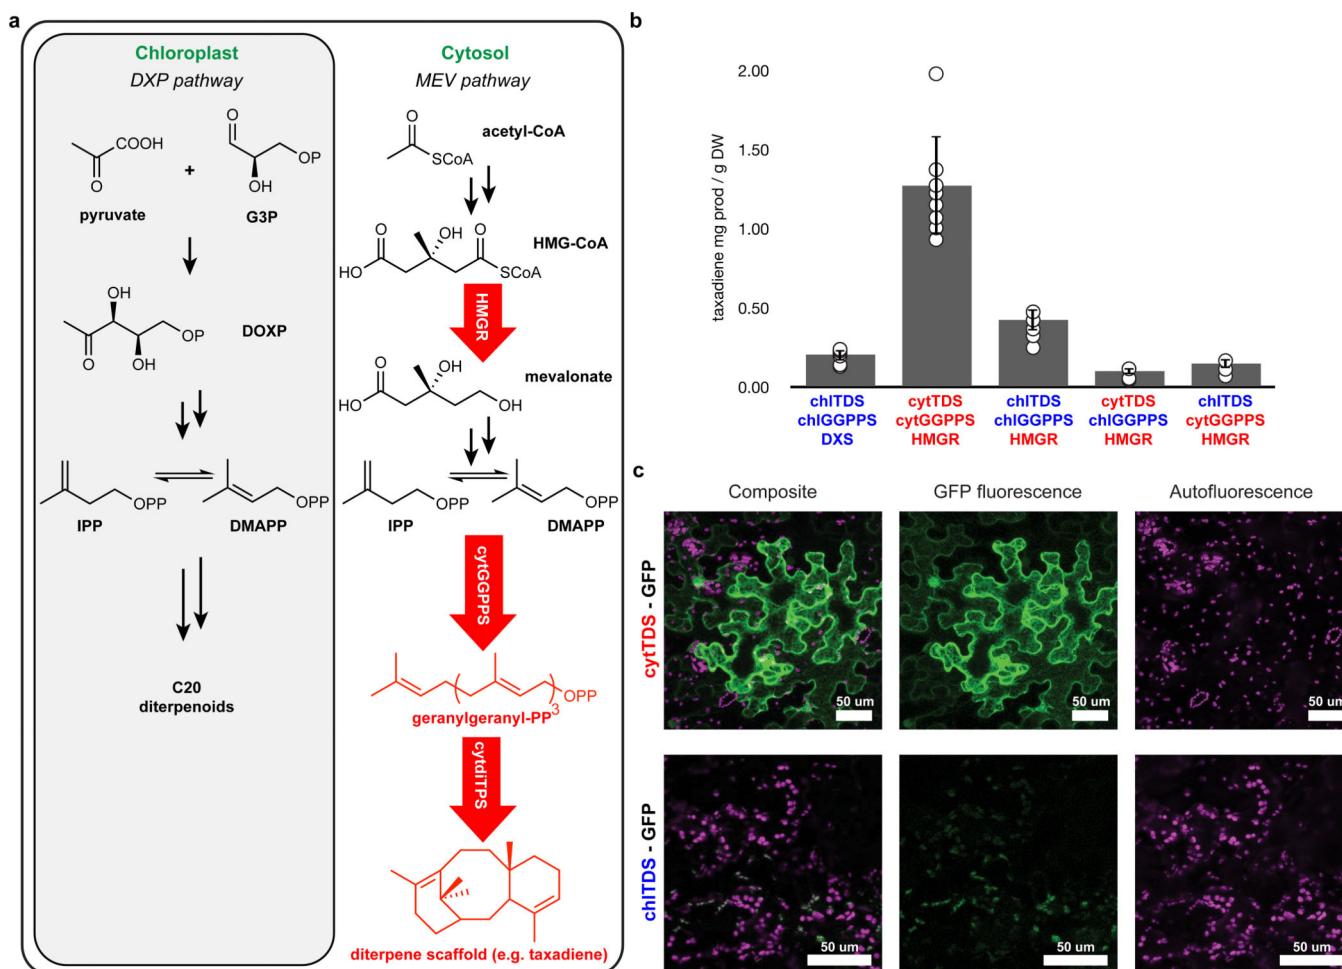 a
Chloroplast
DXP pathway
COOH
O
+
O
OP
OH
pyruvate
G3P
OH
OP
O
OH
DOXP
OPP
OPP
IPP
DMAPP
C20
diterpenoids
Cytosol
MEV pathway
O
SCoA
acetyl-CoA
O
OH
O
HO
SCoA
HMG-CoA
HMGR
mevalonate
O
OH
HO
OH
OPP
OPP
IPP
DMAPP
cytGGPPS
OPP
3
geranylgeranyl-PP
cytdiTPS
diterpene scaffold (e.g. taxadiene)
b
taxadiene mg prod / g DW
2.00
1.50
1.00
0.50
0.00
chlTDS
chlGGPPS
DXS
cytTDS
cytGGPPS
HMGR
chlTDS
chlGGPPS
HMGR
cytTDS
chlGGPPS
HMGR
chlTDS
cytGGPPS
HMGR
c
Composite
GFP fluorescence
Autofluorescence
cytTDS - GFP
50 um
50 um
50 um
chlTDS - GFP
50 um
50 um
50 um